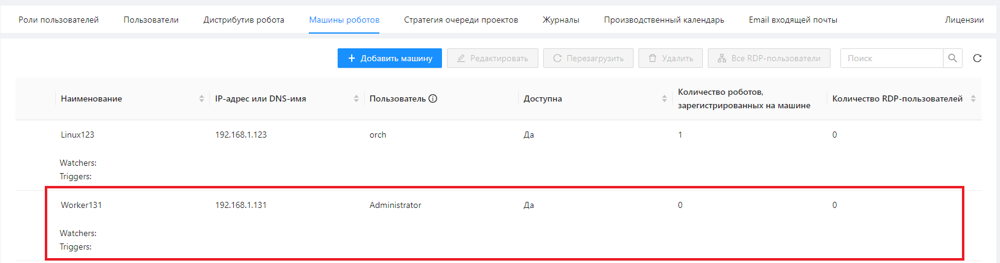 Роли пользователей Пользователи Дистрибутив робота Машины роботов Стратегия очереди проектов Журналы Производственный календарь Email входящей почты Лицензии
+ Добавить машину Редактировать Перезагрузить Удалить Все RDP-пользователи Поиск
Наименование IP-адрес или DNS-имя Пользователь Доступна Количество роботов, зарегистрированных на машине Количество RDP-пользователей
Linux123 192.168.1.123 orch Да 1 0
Watchers:
Triggers:
Worker131 192.168.1.131 Administrator Да 0 0
Watchers:
Triggers: